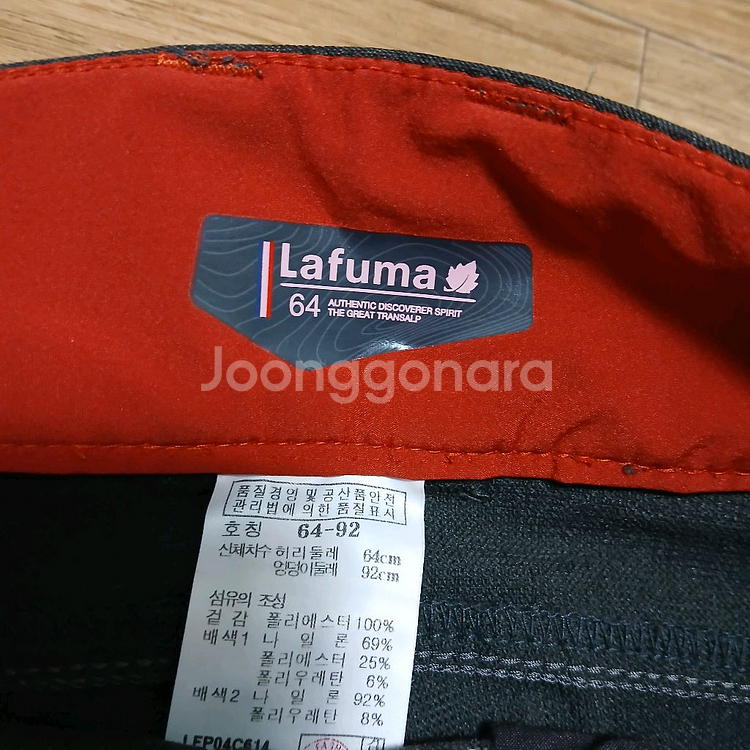 Lafuma
64 AUTHENTIC DISCOVERER SPIRIT
THE GREAT TRANSALP
Joonggonara
품질경영 및 공산품안전
관리법에 의한 품질표시
호칭 64-92
신체치수 허리둘레 64cm
엉덩이둘레 92cm
섬유의 조성
겉감 폴리에스터 100%
배색1 나일론 69%
폴리에스터 25%
폴리우레탄 6%
배색2 나일론 92%
폴리우레탄 8%
LEP04C614